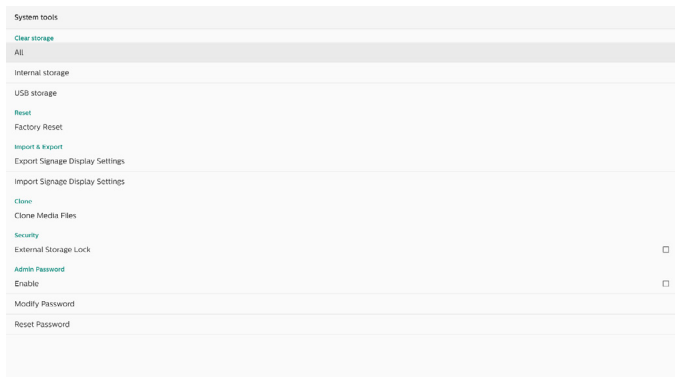 System tools
Clear storage
All
Internal storage
USB storage
Reset
Factory Reset
Import & Export
Export Signage Display Settings
Import Signage Display Settings
Clone
Clone Media Files
Security
External Storage Lock
Admin Password
Enable
Modify Password
Reset Password